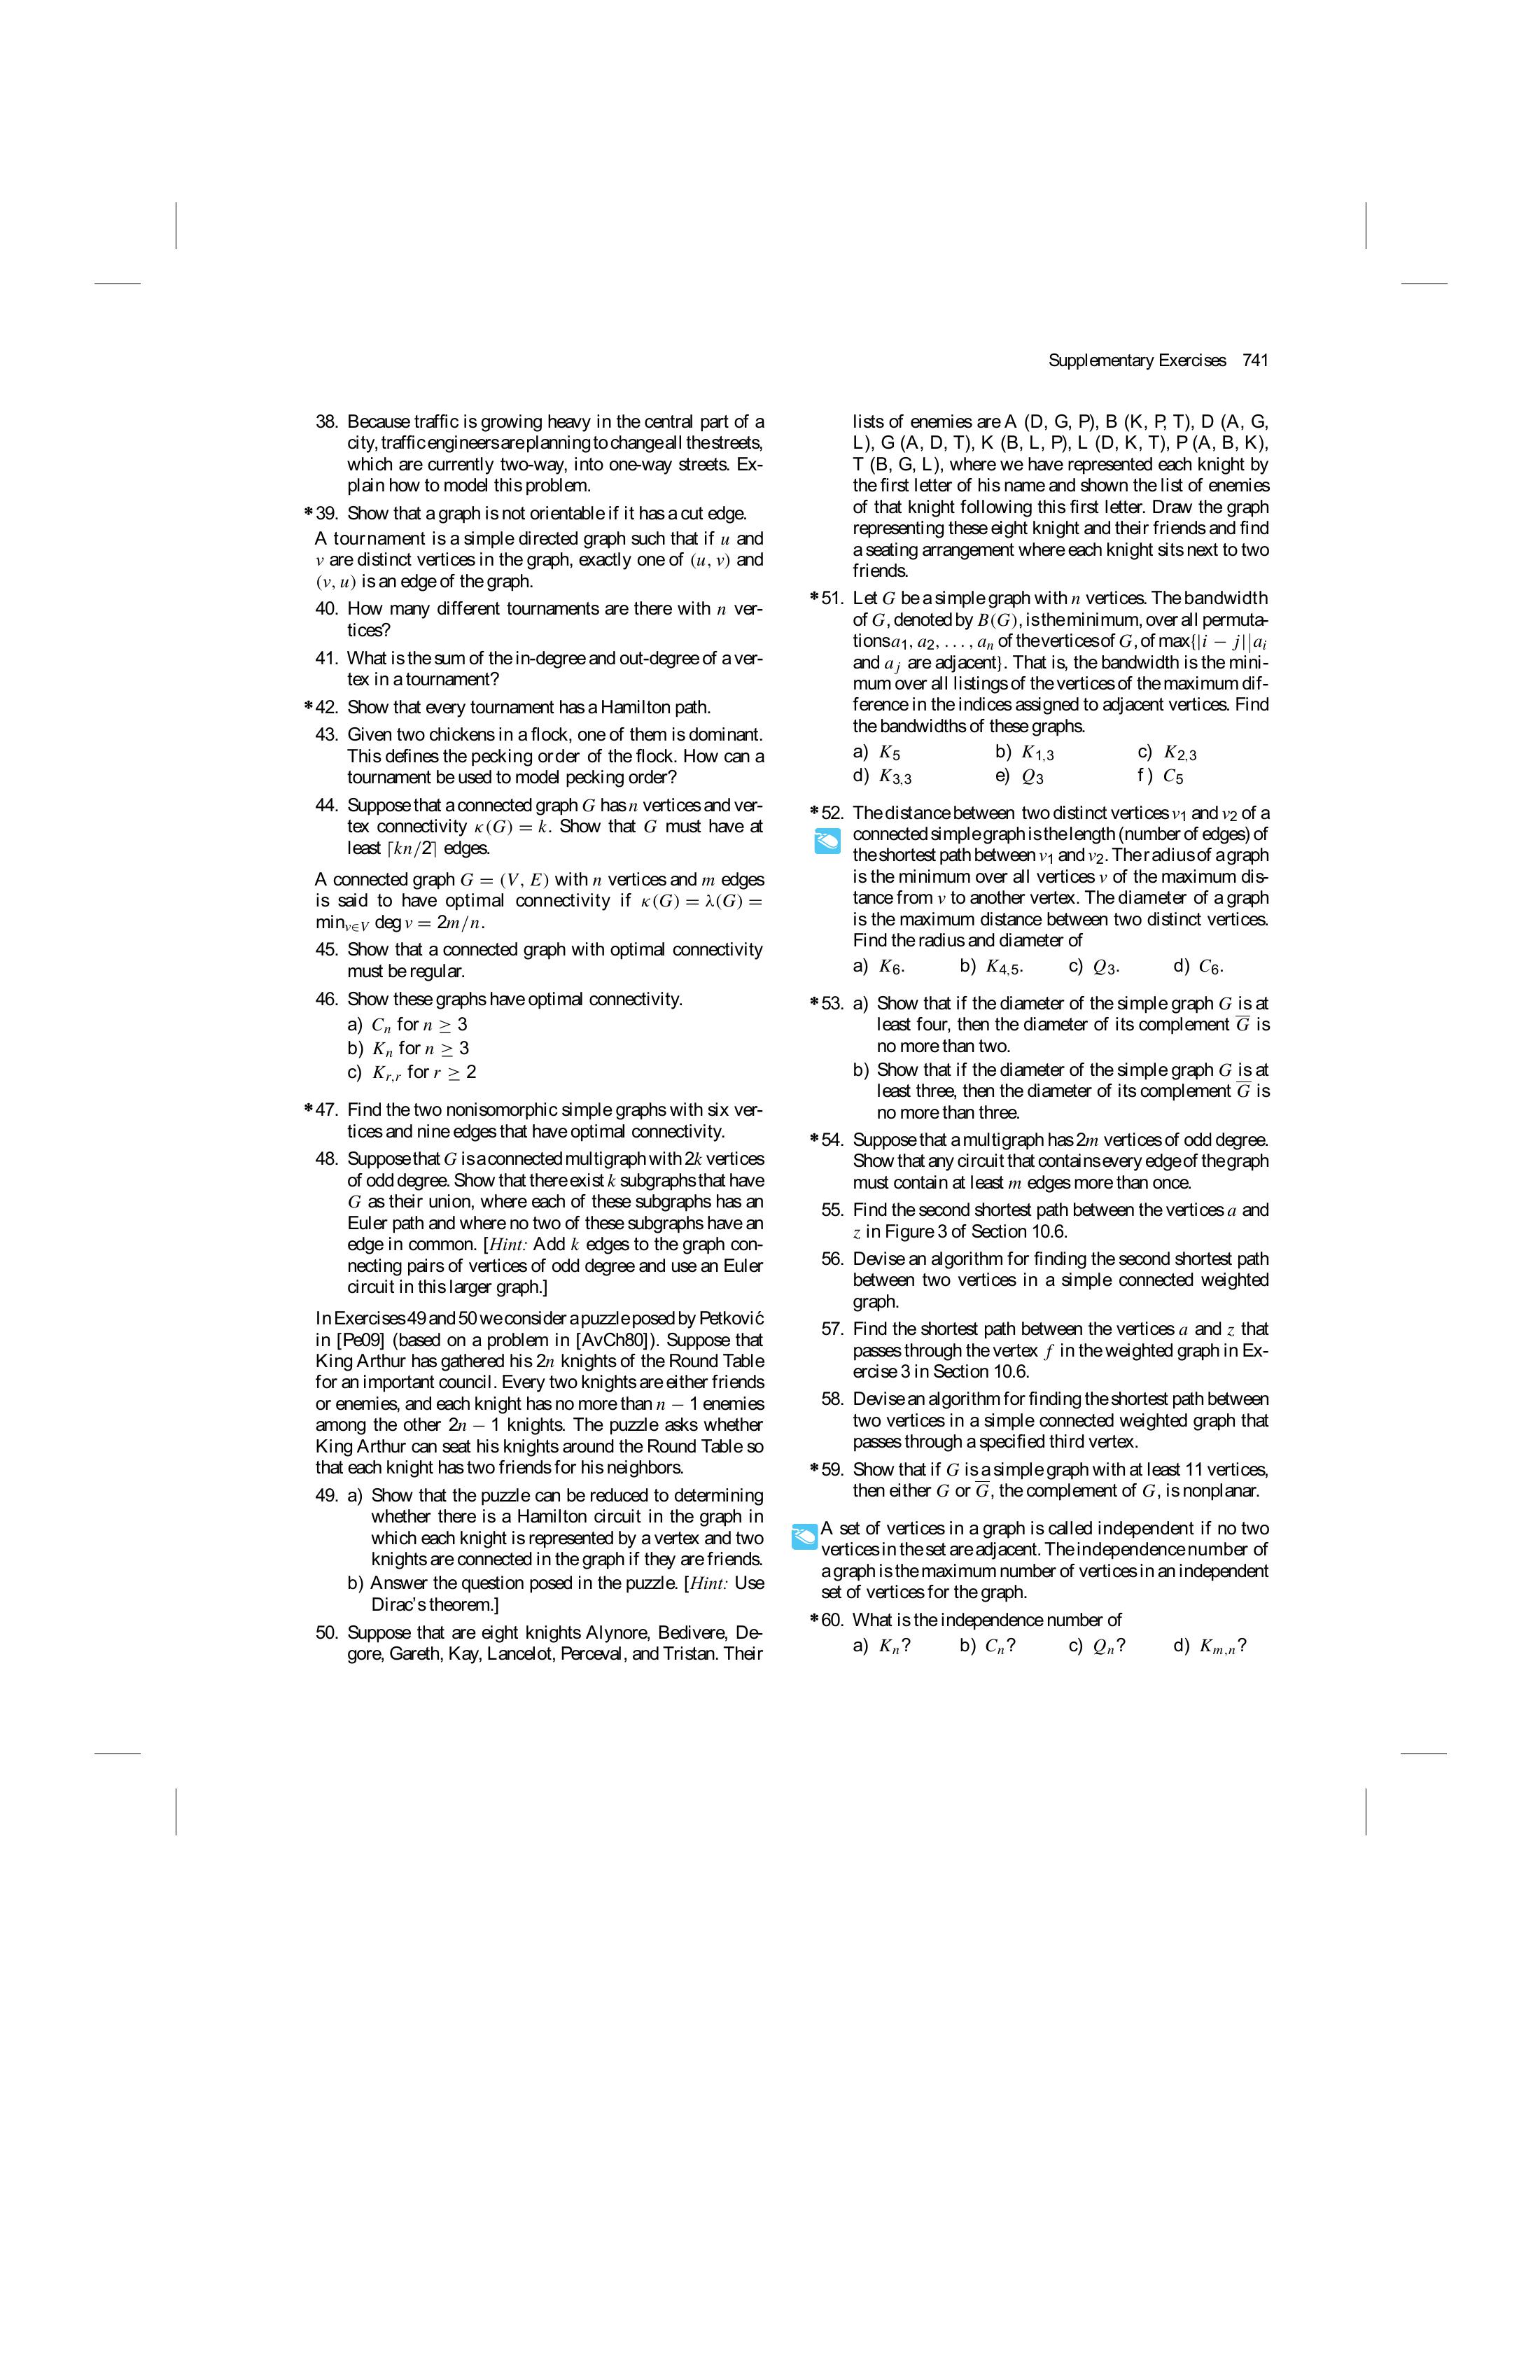 Supplementary Exercises 741
38. Because traffic is growing heavy in the central part of a
city, traffic engineers are planning to change all the streets,
which are currently two-way, into one-way streets. Ex-
plain how to model this problem.
*39. Show that a graph is not orientable if it has a cut edge.
A tournament is a simple directed graph such that if u and
v are distinct vertices in the graph, exactly one of (u, v) and
(v, u) is an edge of the graph.
40. How many different tournaments are there with n ver-
tices?
41. What is the sum of the in-degree and out-degree of a ver-
tex in a tournament?
*42. Show that every tournament has a Hamilton path.
43. Given two chickens in a flock, one of them is dominant.
This defines the pecking order of the flock. How can a
tournament be used to model pecking order?
44. Suppose that a connected graph G has n vertices and ver-
tex connectivity κ(G) = k. Show that G must have at
least ⌈kn/2⌉ edges.
A connected graph G = (V, E) with n vertices and m edges
is said to have optimal connectivity if κ(G) = λ(G) =
min_{v∈V} deg v = 2m/n.
45. Show that a connected graph with optimal connectivity
must be regular.
46. Show these graphs have optimal connectivity.
a) C_n for n ≥ 3
b) K_n for n ≥ 3
c) K_{r,r} for r ≥ 2
*47. Find the two nonisomorphic simple graphs with six ver-
tices and nine edges that have optimal connectivity.
48. Suppose that G is a connected multigraph with 2k vertices
of odd degree. Show that there exist k subgraphs that have
G as their union, where each of these subgraphs has an
Euler path and where no two of these subgraphs have an
edge in common. [Hint: Add k edges to the graph con-
necting pairs of vertices of odd degree and use an Euler
circuit in this larger graph.]
In Exercises 49 and 50 we consider a puzzle posed by Petković
in [Pe09] (based on a problem in [AvCh80]). Suppose that
King Arthur has gathered his 2n knights of the Round Table
for an important council. Every two knights are either friends
or enemies, and each knight has no more than n − 1 enemies
among the other 2n − 1 knights. The puzzle asks whether
King Arthur can seat his knights around the Round Table so
that each knight has two friends for his neighbors.
49. a) Show that the puzzle can be reduced to determining
whether there is a Hamilton circuit in the graph in
which each knight is represented by a vertex and two
knights are connected in the graph if they are friends.
b) Answer the question posed in the puzzle. [Hint: Use
Dirac's theorem.]
50. Suppose that are eight knights Alynore, Bedivere, De-
gore, Gareth, Kay, Lancelot, Perceval, and Tristan. Their
lists of enemies are A (D, G, P), B (K, P, T), D (A, G,
L), G (A, D, T), K (B, L, P), L (D, K, T), P (A, B, K),
T (B, G, L), where we have represented each knight by
the first letter of his name and shown the list of enemies
of that knight following this first letter. Draw the graph
representing these eight knight and their friends and find
a seating arrangement where each knight sits next to two
friends.
*51. Let G be a simple graph with n vertices. The bandwidth
of G, denoted by B(G), is the minimum, over all permuta-
tions a_1, a_2, . . . , a_n of the vertices of G, of max{|i − j||a_i
and a_j are adjacent}. That is, the bandwidth is the mini-
mum over all listings of the vertices of the maximum dif-
ference in the indices assigned to adjacent vertices. Find
the bandwidths of these graphs.
a) K_5 b) K_{1,3} c) K_{2,3}
d) K_{3,3} e) Q_3 f) C_5
*52. The distance between two distinct vertices v_1 and v_2 of a
connected simple graph is the length (number of edges) of
the shortest path between v_1 and v_2. The radius of a graph
is the minimum over all vertices v of the maximum dis-
tance from v to another vertex. The diameter of a graph
is the maximum distance between two distinct vertices.
Find the radius and diameter of
a) K_6. b) K_{4,5}. c) Q_3. d) C_6.
*53. a) Show that if the diameter of the simple graph G is at
least four, then the diameter of its complement G̅ is
no more than two.
b) Show that if the diameter of the simple graph G is at
least three, then the diameter of its complement G̅ is
no more than three.
*54. Suppose that a multigraph has 2m vertices of odd degree.
Show that any circuit that contains every edge of the graph
must contain at least m edges more than once.
55. Find the second shortest path between the vertices a and
z in Figure 3 of Section 10.6.
56. Devise an algorithm for finding the second shortest path
between two vertices in a simple connected weighted
graph.
57. Find the shortest path between the vertices a and z that
passes through the vertex f in the weighted graph in Ex-
ercise 3 in Section 10.6.
58. Devise an algorithm for finding the shortest path between
two vertices in a simple connected weighted graph that
passes through a specified third vertex.
*59. Show that if G is a simple graph with at least 11 vertices,
then either G or G̅, the complement of G, is nonplanar.
A set of vertices in a graph is called independent if no two
vertices in the set are adjacent. The independence number of
a graph is the maximum number of vertices in an independent
set of vertices for the graph.
*60. What is the independence number of
a) K_n? b) C_n? c) Q_n? d) K_{m,n}?